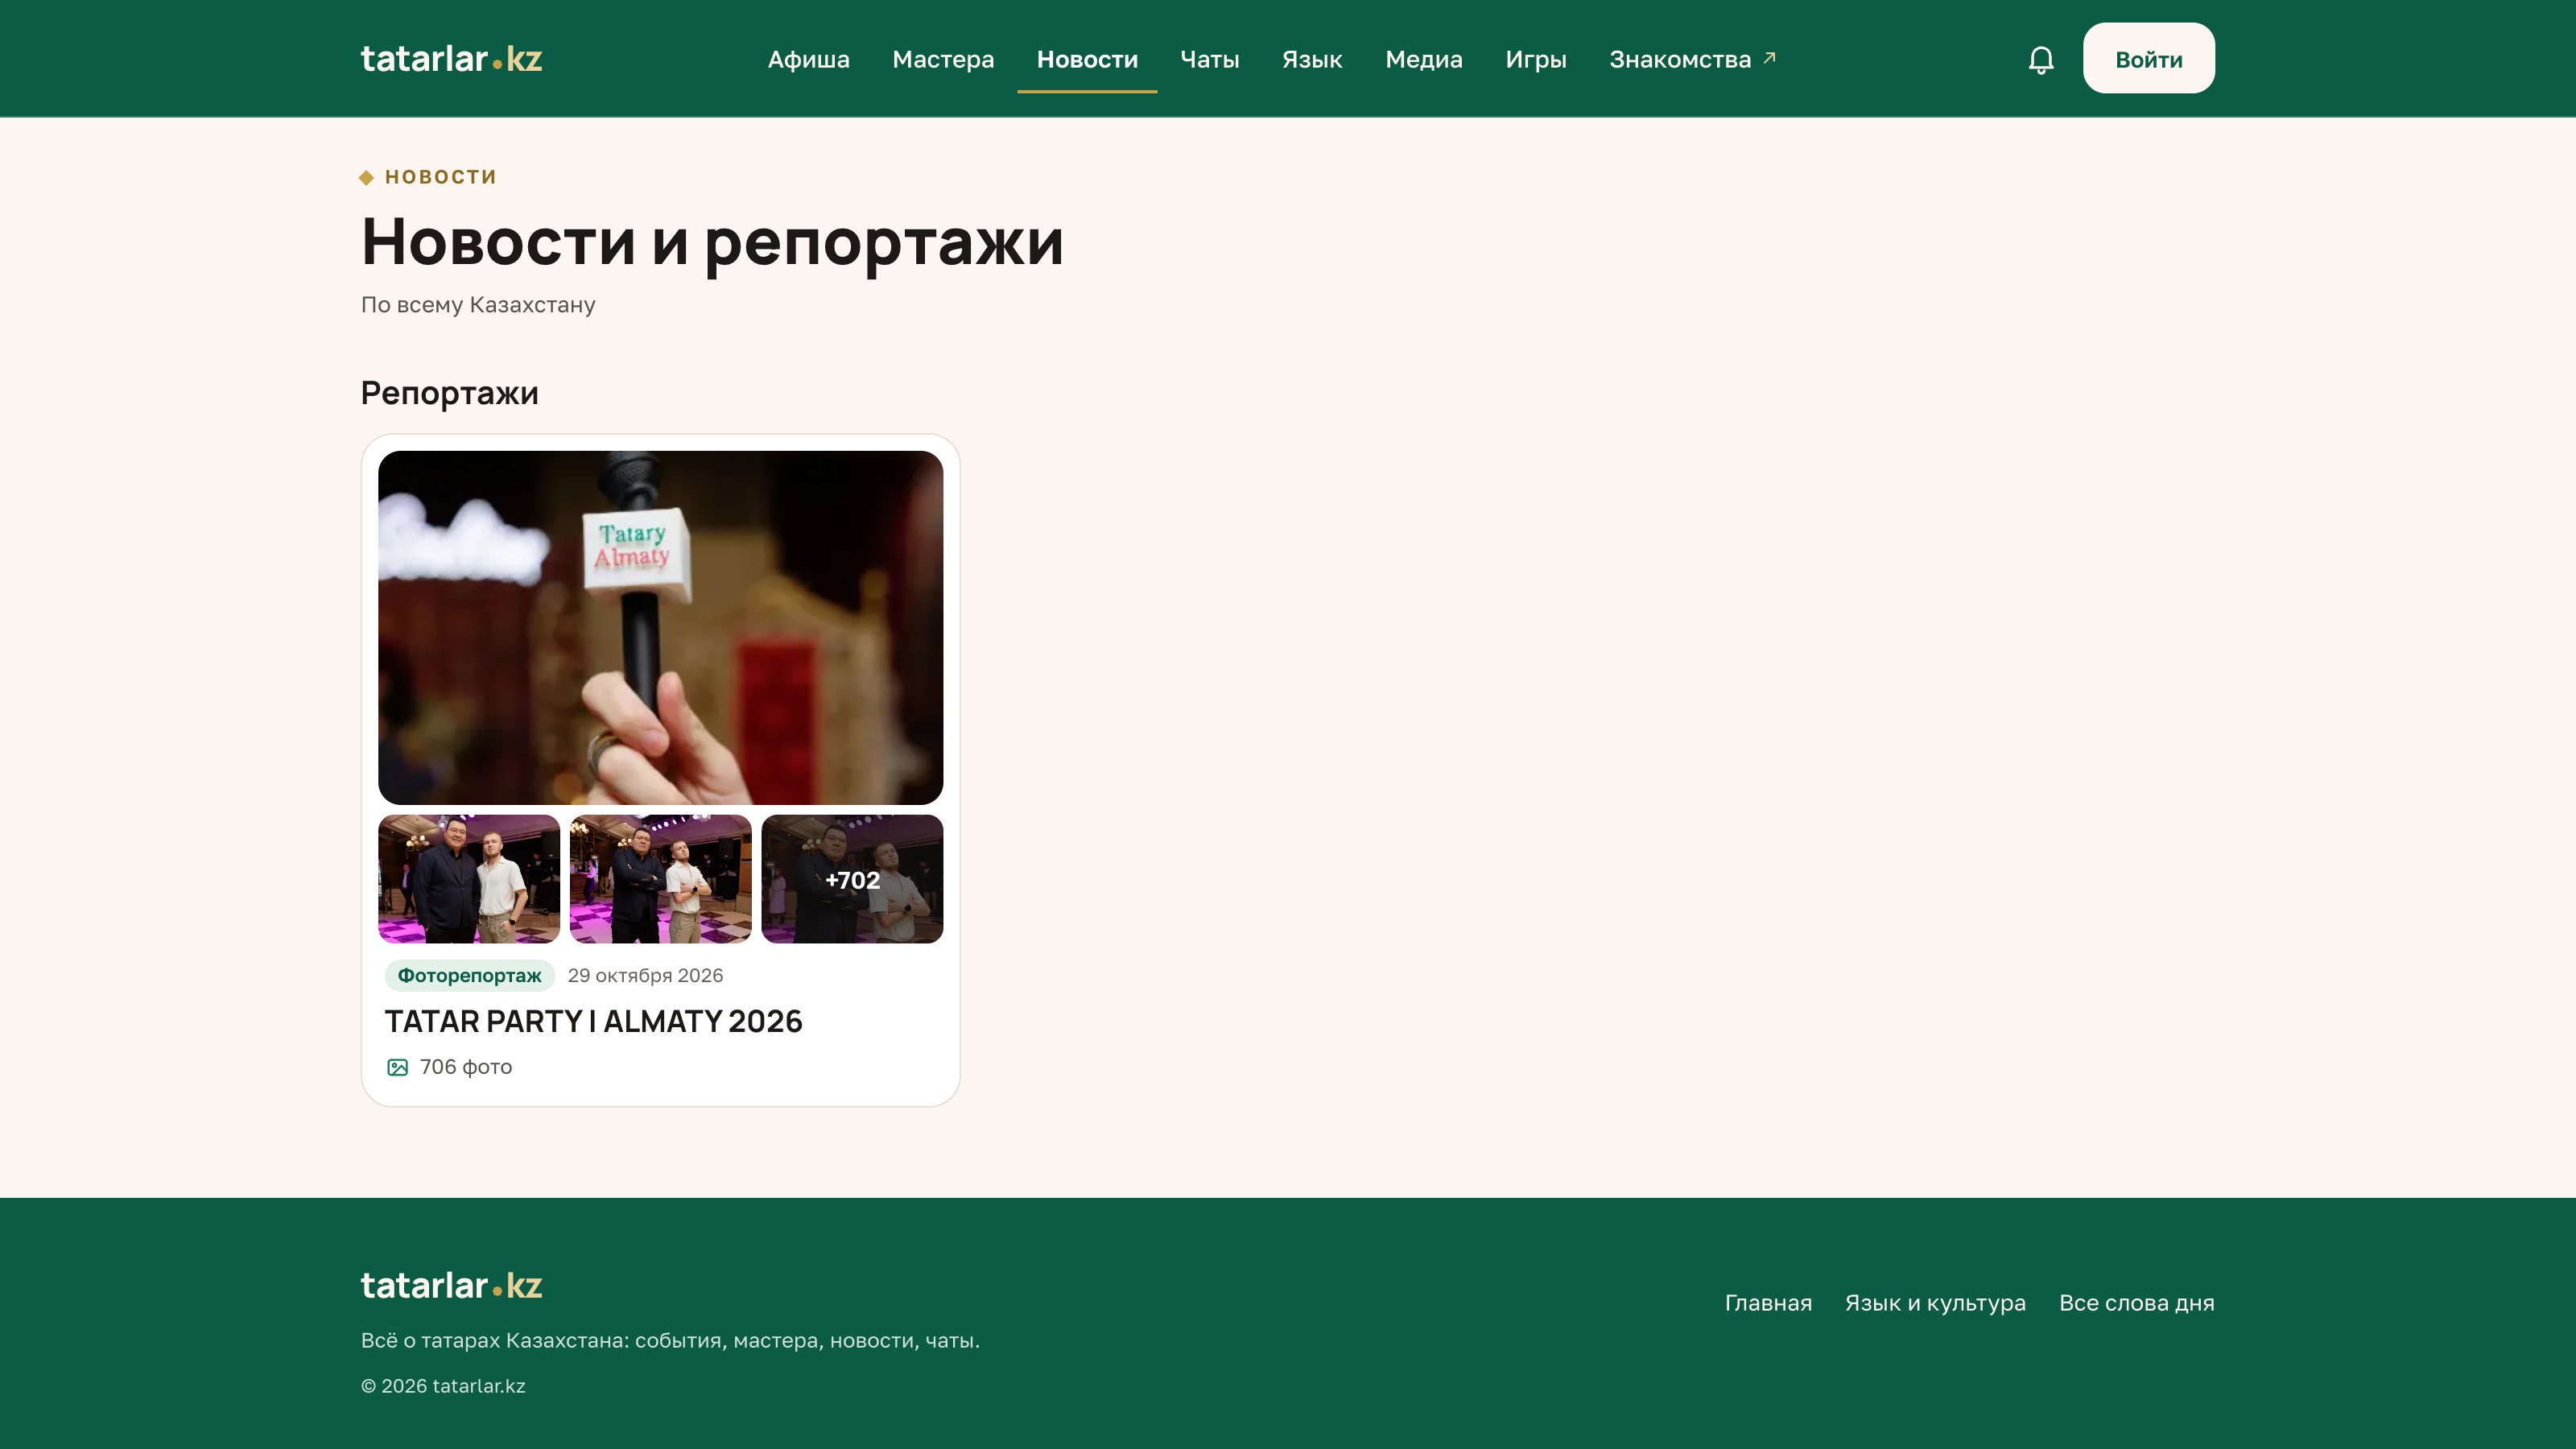 tatarlar.kz
Афиша Мастера Новости Чаты Язык Медиа Игры Знакомства ↗
Войти
НОВОСТИ
Новости и репортажи
По всему Казахстану
Репортажи
Tatary
Almaty
+702
Фоторепортаж 29 октября 2026
TATAR PARTY | ALMATY 2026
706 фото
tatarlar.kz
Всё о татарах Казахстана: события, мастера, новости, чаты.
© 2026 tatarlar.kz
Главная Язык и культура Все слова дня